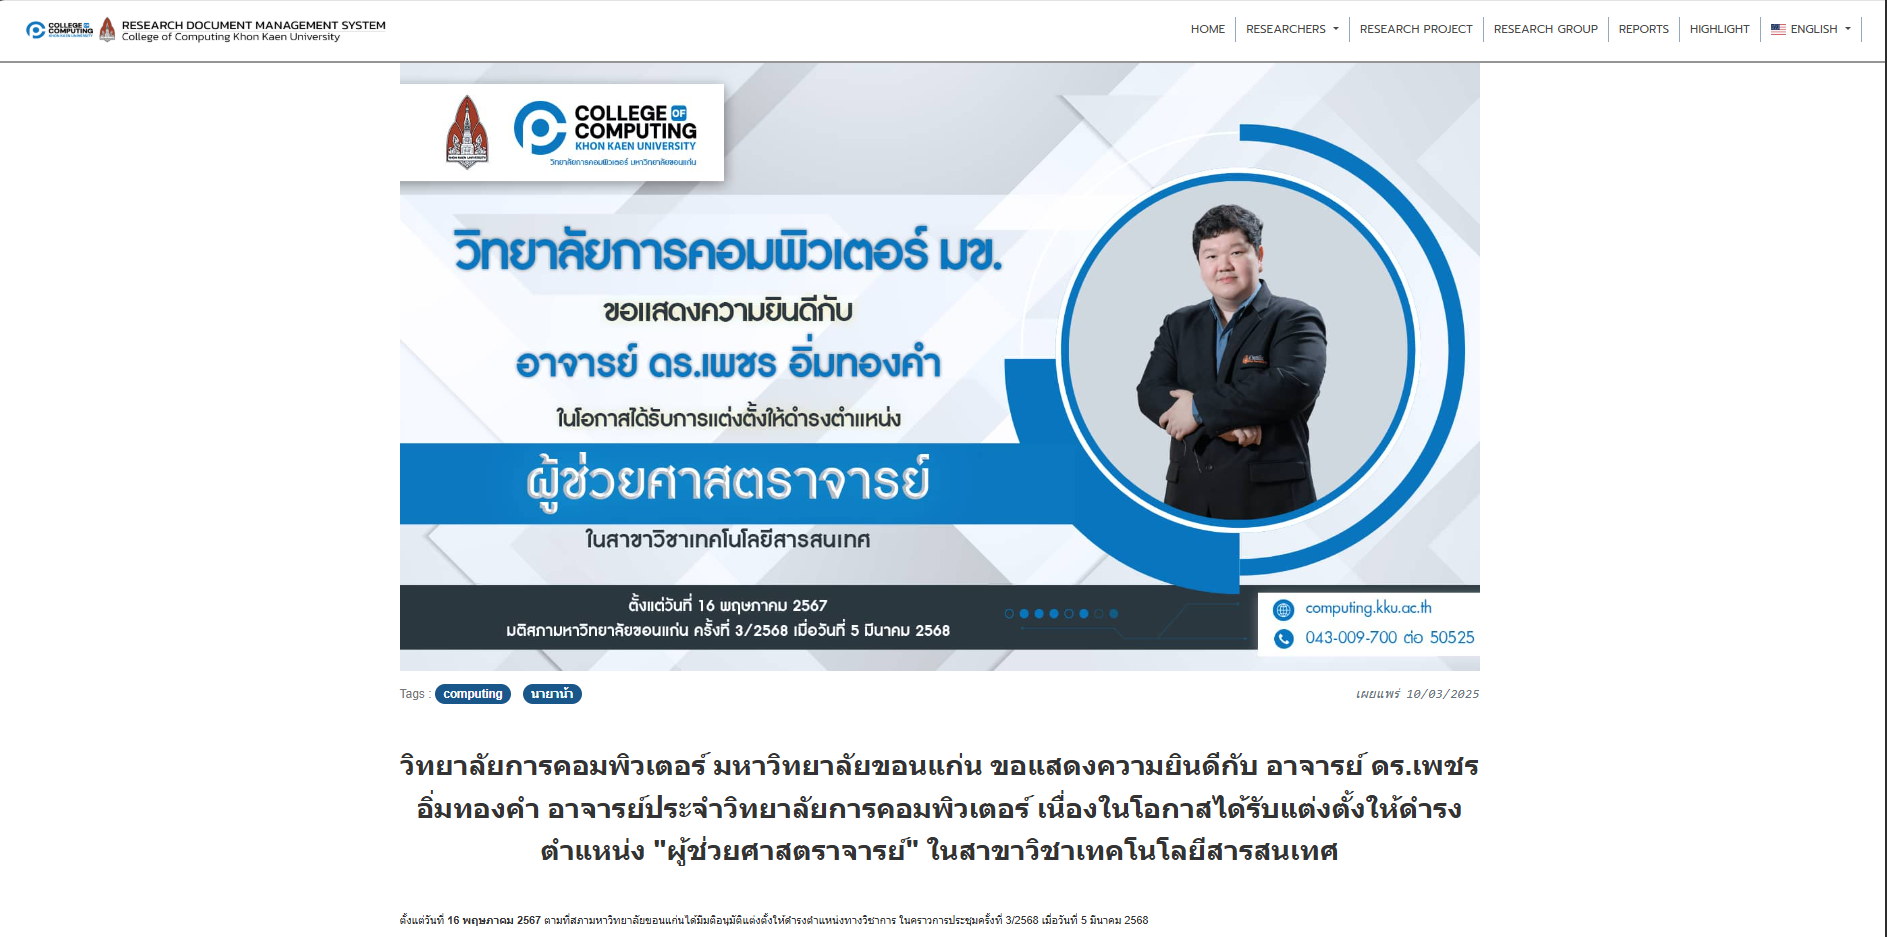 COLLEGE OF COMPUTING KHON KAEN UNIVERSITY
RESEARCH DOCUMENT MANAGEMENT SYSTEM
College of Computing Khon Kaen University
HOME RESEARCHERS RESEARCH PROJECT RESEARCH GROUP REPORTS HIGHLIGHT ENGLISH
KHON KAEN UNIVERSITY
COLLEGE OF
COMPUTING
KHON KAEN UNIVERSITY
วิทยาลัยการคอมพิวเตอร์ มหาวิทยาลัยขอนแก่น
วิทยาลัยการคอมพิวเตอร์ มข.
ขอแสดงความยินดีกับ
อาจารย์ ดร.เพชร อิ่มทองคำ
ในโอกาสได้รับการแต่งตั้งให้ดำรงตำแหน่ง
ผู้ช่วยศาสตราจารย์
ในสาขาวิชาเทคโนโลยีสารสนเทศ
ตั้งแต่วันที่ 16 พฤษภาคม 2567
มติสภามหาวิทยาลัยขอนแก่น ครั้งที่ 3/2568 เมื่อวันที่ 5 มีนาคม 2568
computing.kku.ac.th
043-009-700 ต่อ 50525
Tags : computing นายาน้ำ
เผยแพร่ 10/03/2025
วิทยาลัยการคอมพิวเตอร์ มหาวิทยาลัยขอนแก่น ขอแสดงความยินดีกับ อาจารย์ ดร.เพชร
อิ่มทองคำ อาจารย์ประจำวิทยาลัยการคอมพิวเตอร์ เนื่องในโอกาสได้รับแต่งตั้งให้ดำรง
ตำแหน่ง "ผู้ช่วยศาสตราจารย์" ในสาขาวิชาเทคโนโลยีสารสนเทศ
ตั้งแต่วันที่ 16 พฤษภาคม 2567 ตามที่สภามหาวิทยาลัยขอนแก่นได้มีมติอนุมัติแต่งตั้งให้ดำรงตำแหน่งทางวิชาการ ในคราวการประชุมครั้งที่ 3/2568 เมื่อวันที่ 5 มีนาคม 2568